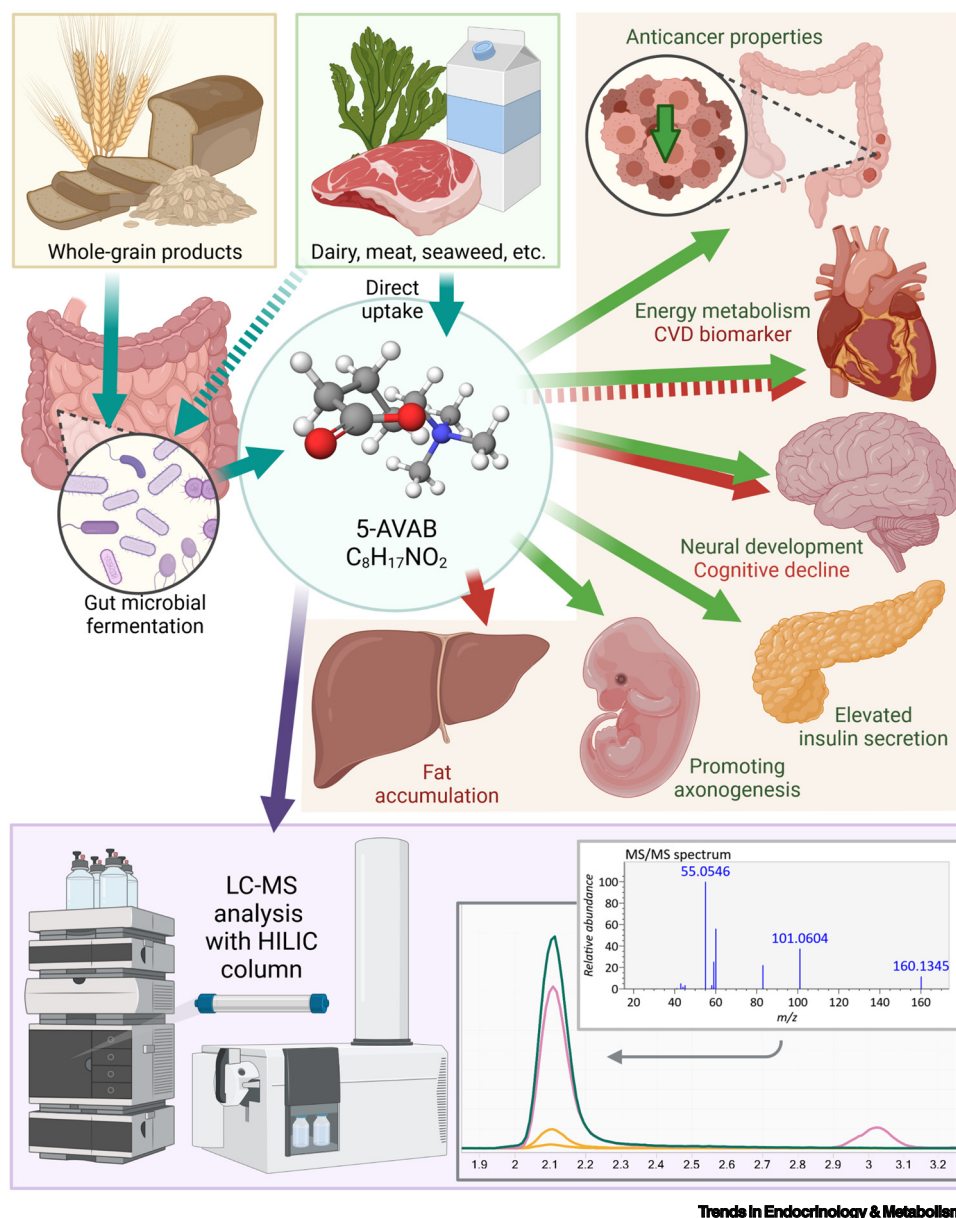 Whole-grain products
Dairy, meat, seaweed, etc.
Direct
uptake
Anticancer properties
Energy metabolism
CVD biomarker
5-AVAB
C₈H₁₇NO₂
Gut microbial
fermentation
Neural development
Cognitive decline
Elevated
insulin secretion
Promoting
axonogenesis
Fat
accumulation
LC-MS
analysis
with HILIC
column
MS/MS spectrum
Relative abundance
100
80
60
40
20
0
55.0546
101.0604
160.1345
20 40 60 80 100 120 140 160
m/z
1.9 2 2.1 2.2 2.3 2.4 2.5 2.6 2.7 2.8 2.9 3 3.1 3.2
Trends in Endocrinology & Metabolism